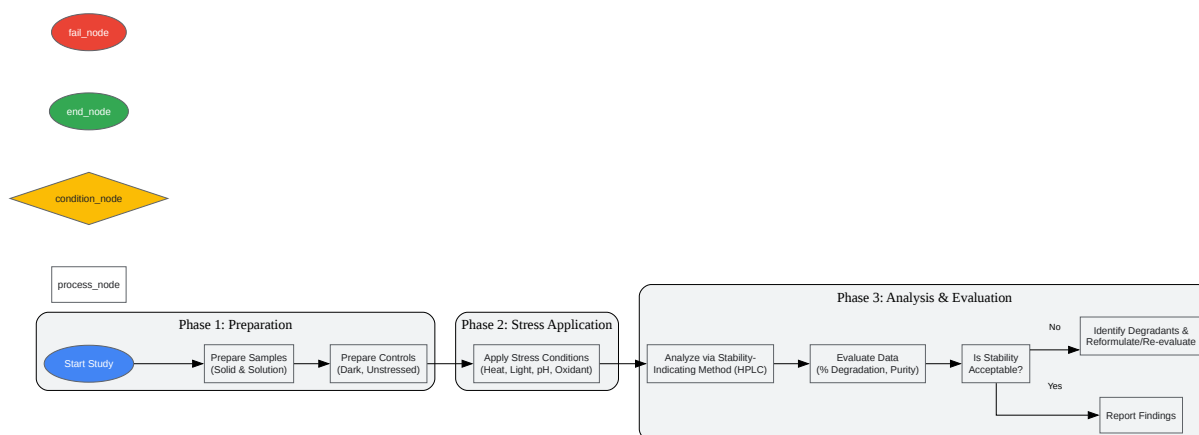 fail_node
end_node
condition_node
process_node
Phase 1: Preparation
Start Study
Prepare Samples
(Solid & Solution)
Prepare Controls
(Dark, Unstressed)
Phase 2: Stress Application
Apply Stress Conditions
(Heat, Light, pH, Oxidant)
Phase 3: Analysis & Evaluation
Analyze via Stability-
Indicating Method (HPLC)
Evaluate Data
(% Degradation, Purity)
Is Stability
Acceptable?
No
Identify Degradants &
Reformulate/Re-evaluate
Yes
Report Findings